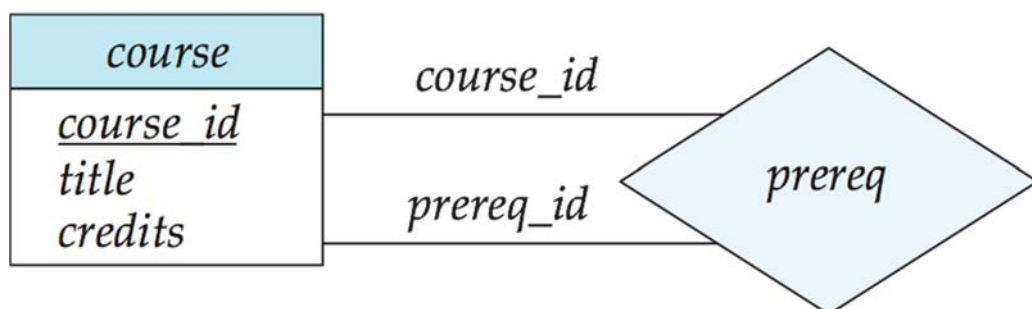 course
course_id
title
credits
course_id
prereq_id
prereq